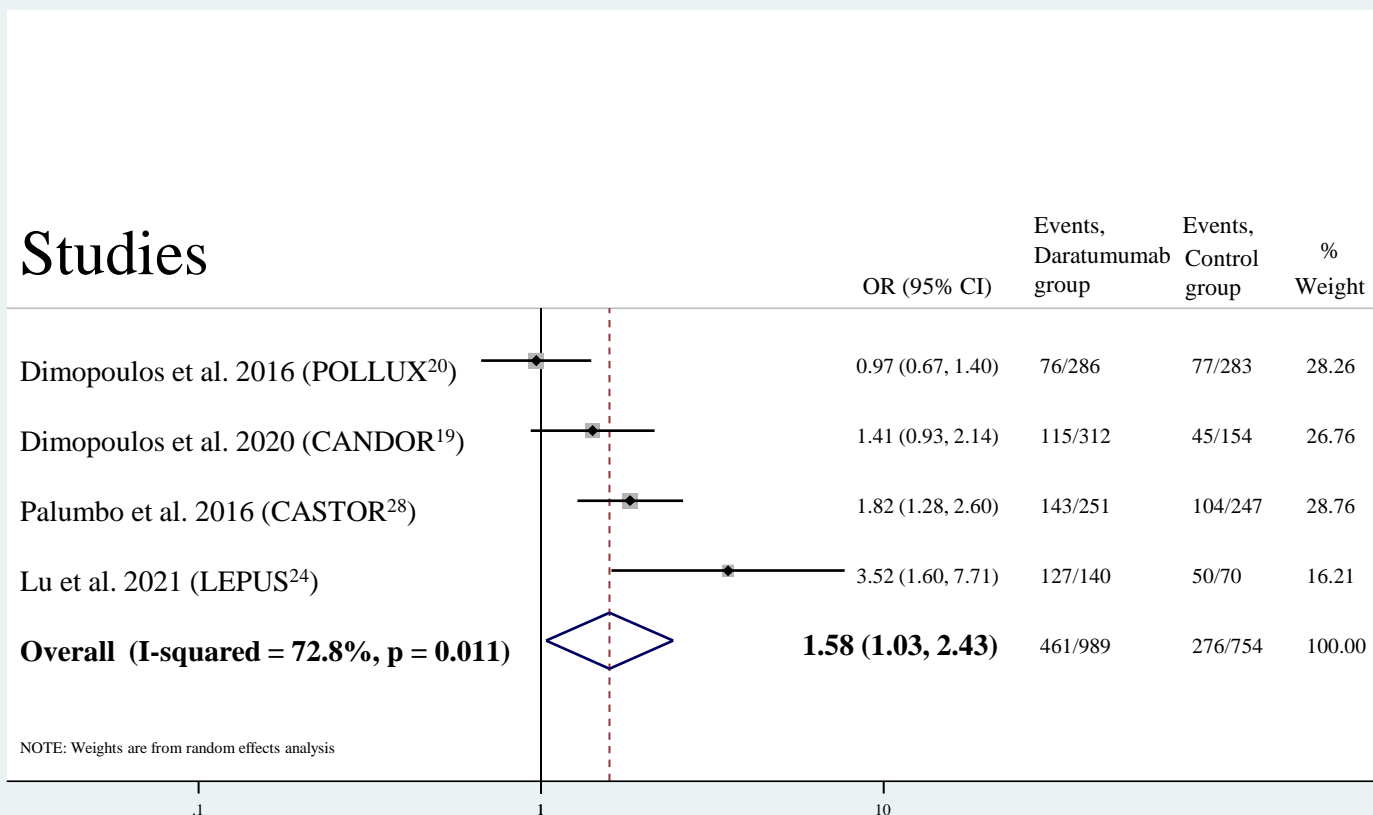 Studies
OR (95% CI)
Events,
Daratumumab
group
Events,
Control
group
%
Weight
Dimopoulos et al. 2016 (POLLUX20) 0.97 (0.67, 1.40) 76/286 77/283 28.26
Dimopoulos et al. 2020 (CANDOR19) 1.41 (0.93, 2.14) 115/312 45/154 26.76
Palumbo et al. 2016 (CASTOR28) 1.82 (1.28, 2.60) 143/251 104/247 28.76
Lu et al. 2021 (LEPUS24) 3.52 (1.60, 7.71) 127/140 50/70 16.21
Overall (I-squared = 72.8%, p = 0.011) 1.58 (1.03, 2.43) 461/989 276/754 100.00
NOTE: Weights are from random effects analysis
.1 1 10